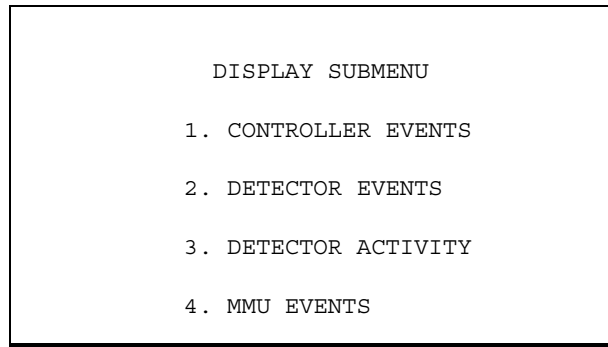 DISPLAY SUBMENU
1. CONTROLLER EVENTS
2. DETECTOR EVENTS
3. DETECTOR ACTIVITY
4. MMU EVENTS